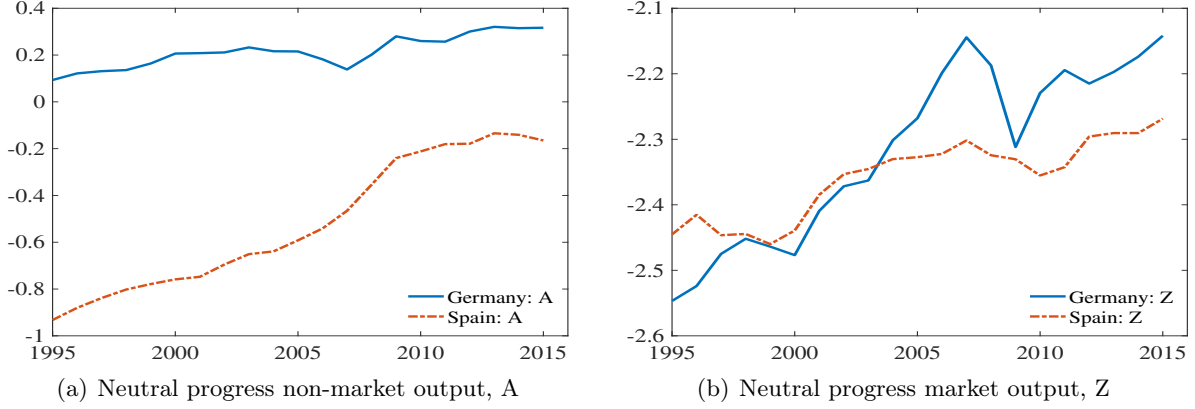 0.4
0.2
0
-0.2
-0.4
-0.6
-0.8
-1
1995 2000 2005 2010 2015
Germany: A
Spain: A
(a) Neutral progress non-market output, A
-2.1
-2.2
-2.3
-2.4
-2.5
-2.6
1995 2000 2005 2010 2015
Germany: Z
Spain: Z
(b) Neutral progress market output, Z